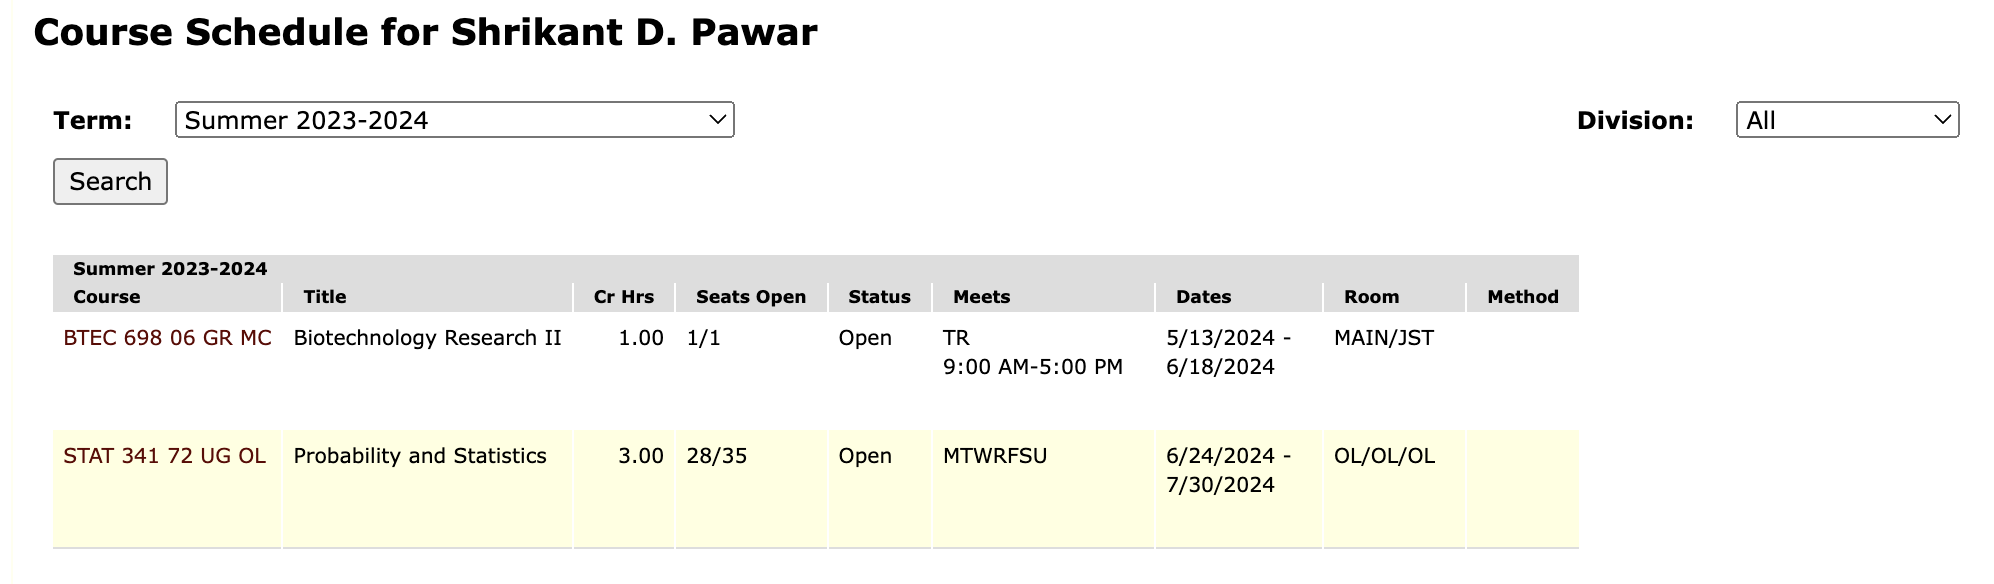 Course Schedule for Shrikant D. Pawar
Term: Summer 2023-2024 Division: All
Search
Summer 2023-2024
Course Title Cr Hrs Seats Open Status Meets Dates Room Method
BTEC 698 06 GR MC Biotechnology Research II 1.00 1/1 Open TR 5/13/2024 - MAIN/JST
9:00 AM-5:00 PM 6/18/2024
STAT 341 72 UG OL Probability and Statistics 3.00 28/35 Open MTWRFSU 6/24/2024 - OL/OL/OL
7/30/2024